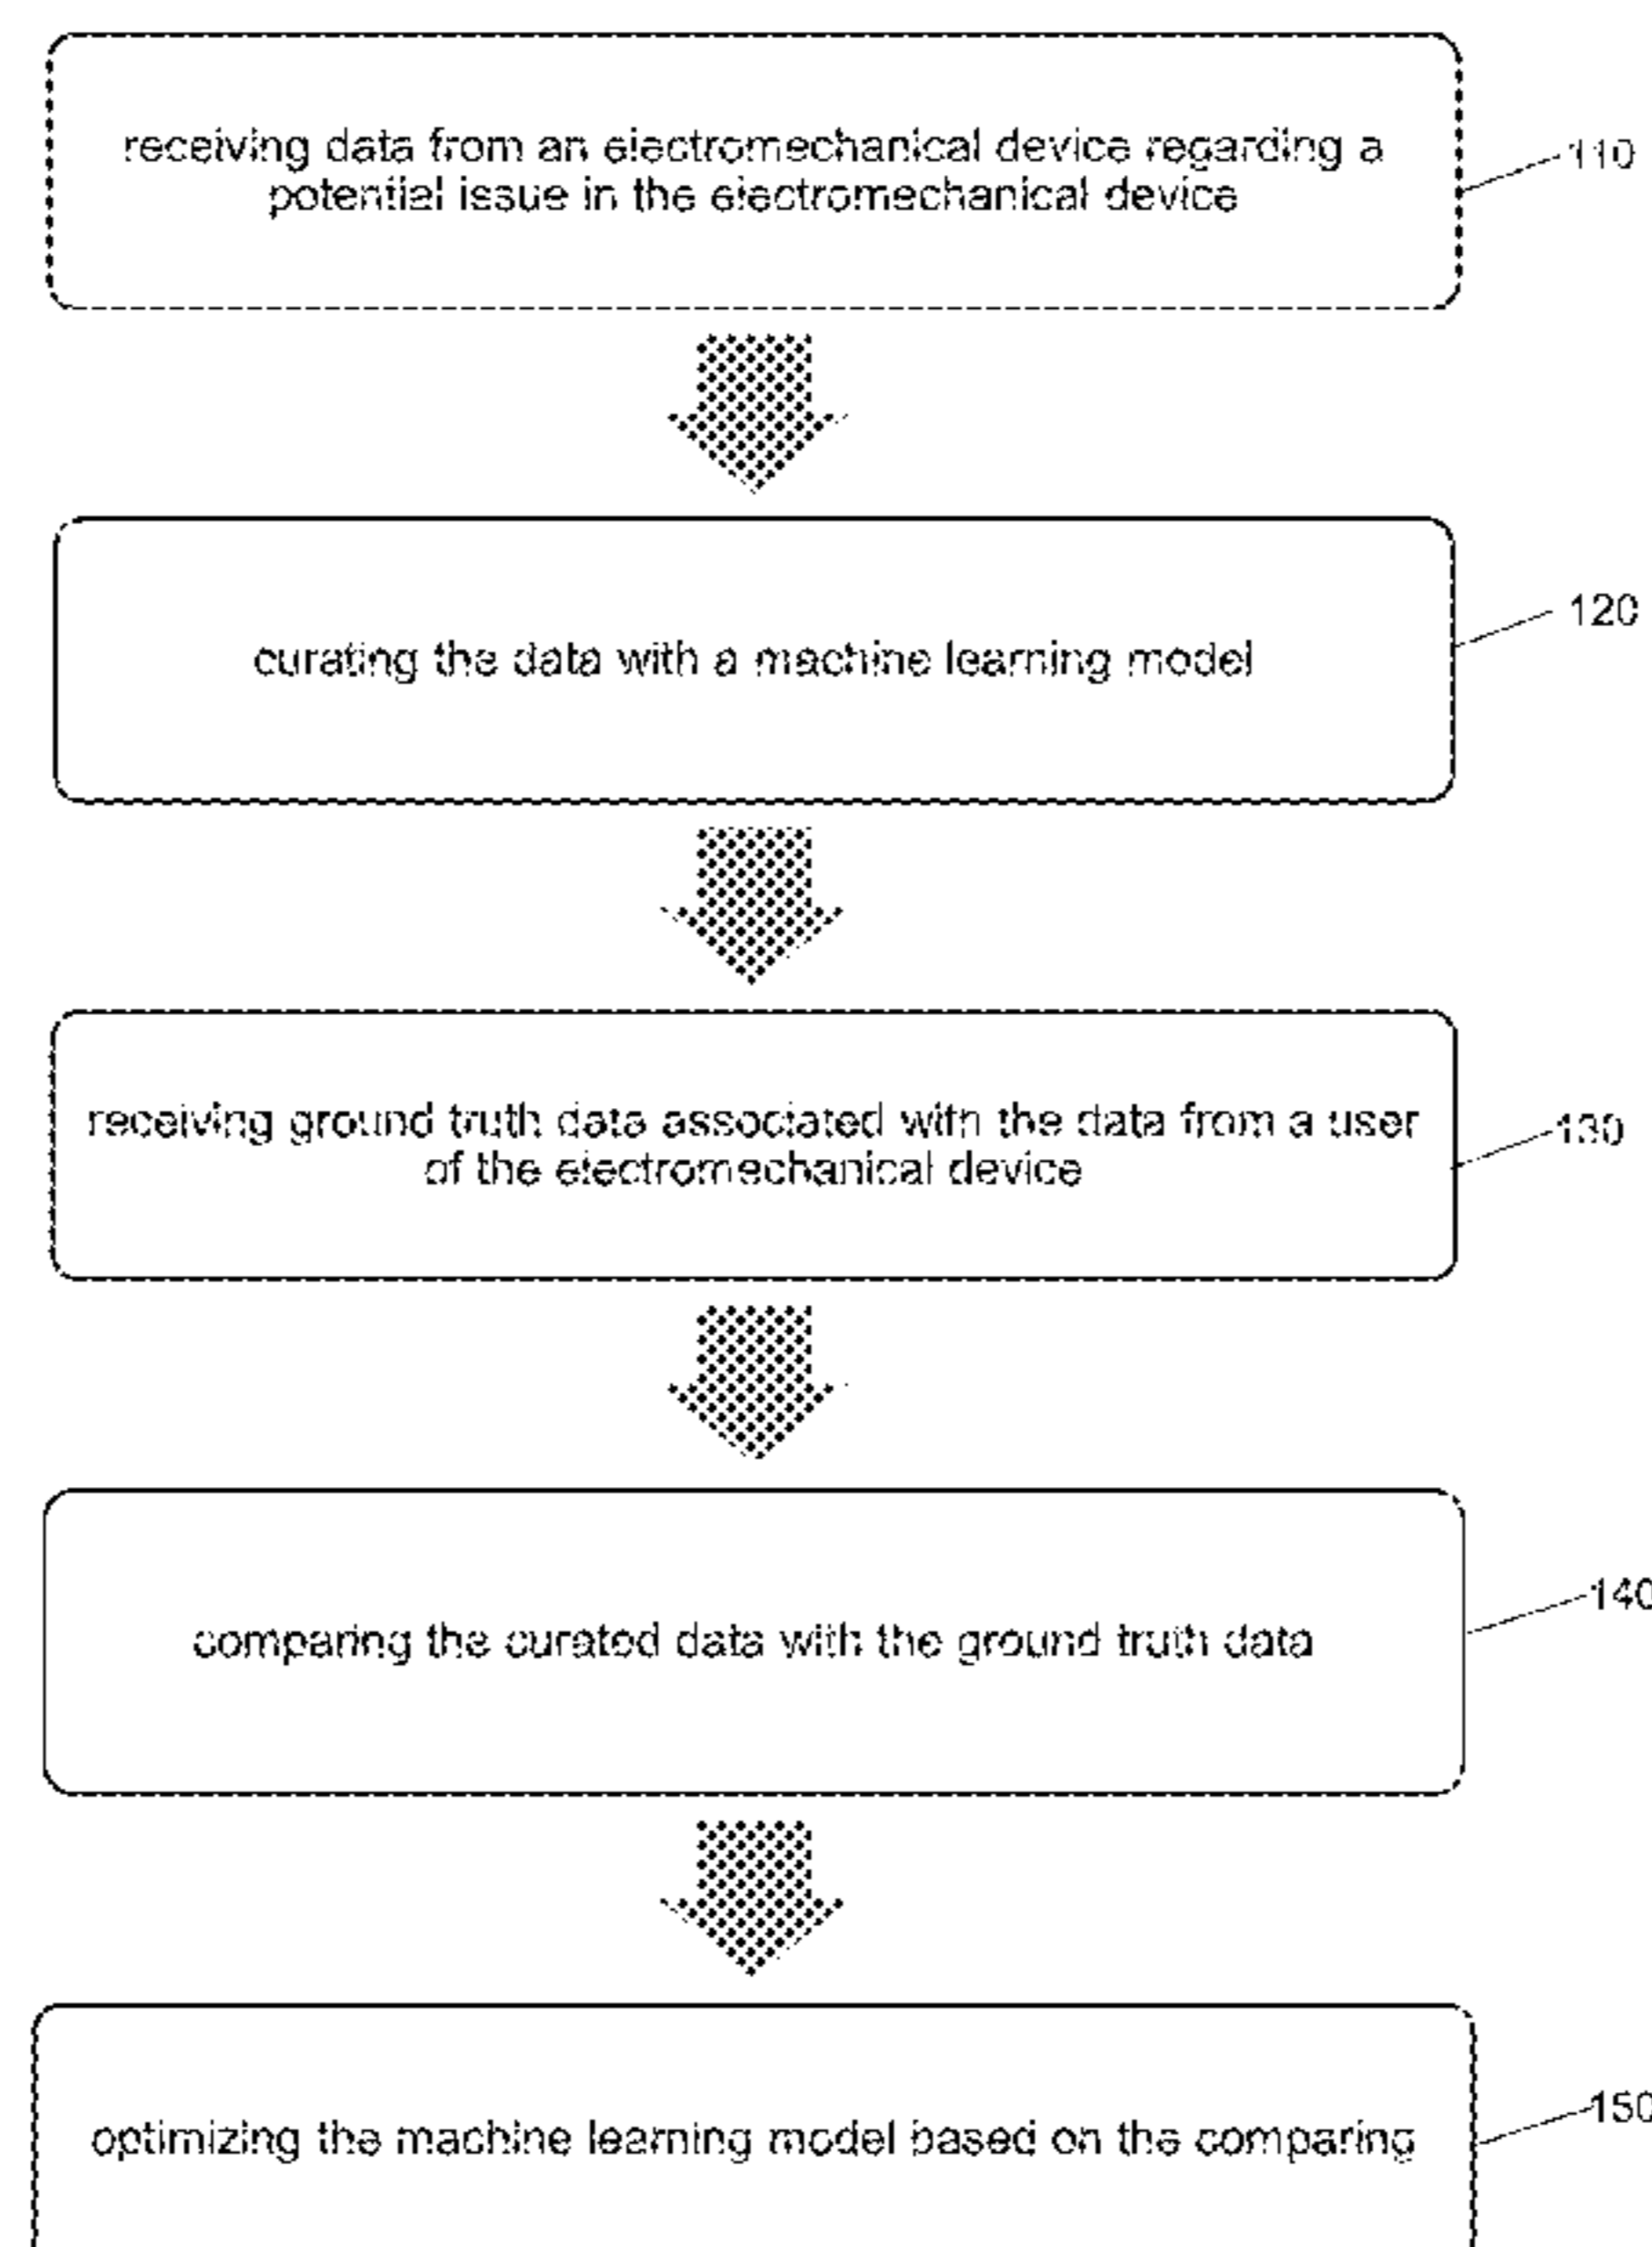 receiving data from an electromechanical device regarding a
potential issue in the electromechanical device
110
curating the data with a machine learning model
120
receiving ground truth data associated with the data from a user
of the electromechanical device
130
comparing the curated data with the ground truth data
140
optimizing the machine learning model based on the comparing
150